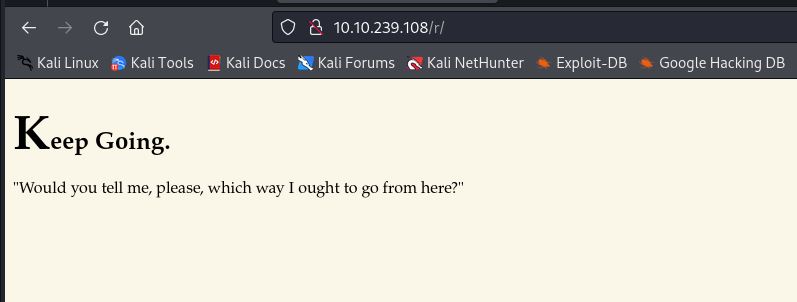 10.10.239.108/r/
Kali Linux Kali Tools Kali Docs Kali Forums Kali NetHunter Exploit-DB Google Hacking DB
Keep Going.
"Would you tell me, please, which way I ought to go from here?"